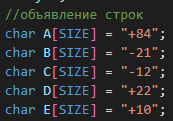 //объявление строк
char A[SIZE] = "+84";
char B[SIZE] = "-21";
char C[SIZE] = "-12";
char D[SIZE] = "+22";
char E[SIZE] = "+10";